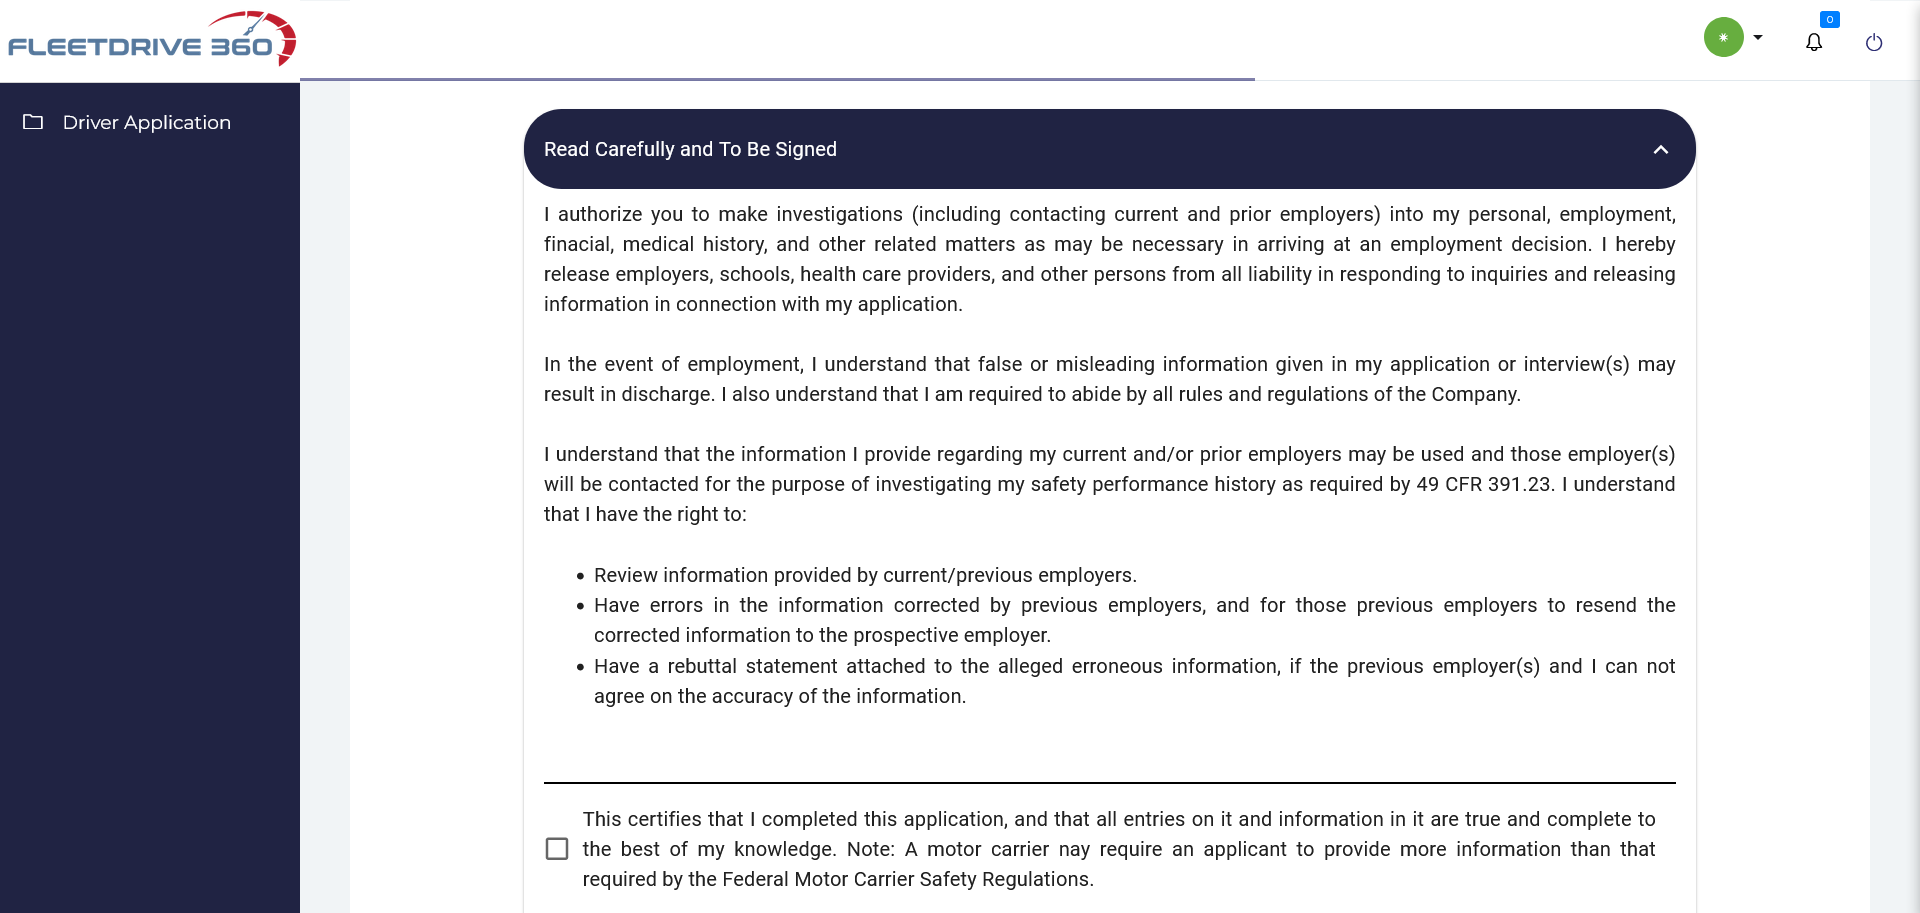 FLEETDRIVE 360
0
Driver Application
Read Carefully and To Be Signed
I authorize you to make investigations (including contacting current and prior employers) into my personal, employment,
finacial, medical history, and other related matters as may be necessary in arriving at an employment decision. I hereby
release employers, schools, health care providers, and other persons from all liability in responding to inquiries and releasing
information in connection with my application.
In the event of employment, I understand that false or misleading information given in my application or interview(s) may
result in discharge. I also understand that I am required to abide by all rules and regulations of the Company.
I understand that the information I provide regarding my current and/or prior employers may be used and those employer(s)
will be contacted for the purpose of investigating my safety performance history as required by 49 CFR 391.23. I understand
that I have the right to:
• Review information provided by current/previous employers.
• Have errors in the information corrected by previous employers, and for those previous employers to resend the
corrected information to the prospective employer.
• Have a rebuttal statement attached to the alleged erroneous information, if the previous employer(s) and I can not
agree on the accuracy of the information.
This certifies that I completed this application, and that all entries on it and information in it are true and complete to
the best of my knowledge. Note: A motor carrier nay require an applicant to provide more information than that
required by the Federal Motor Carrier Safety Regulations.